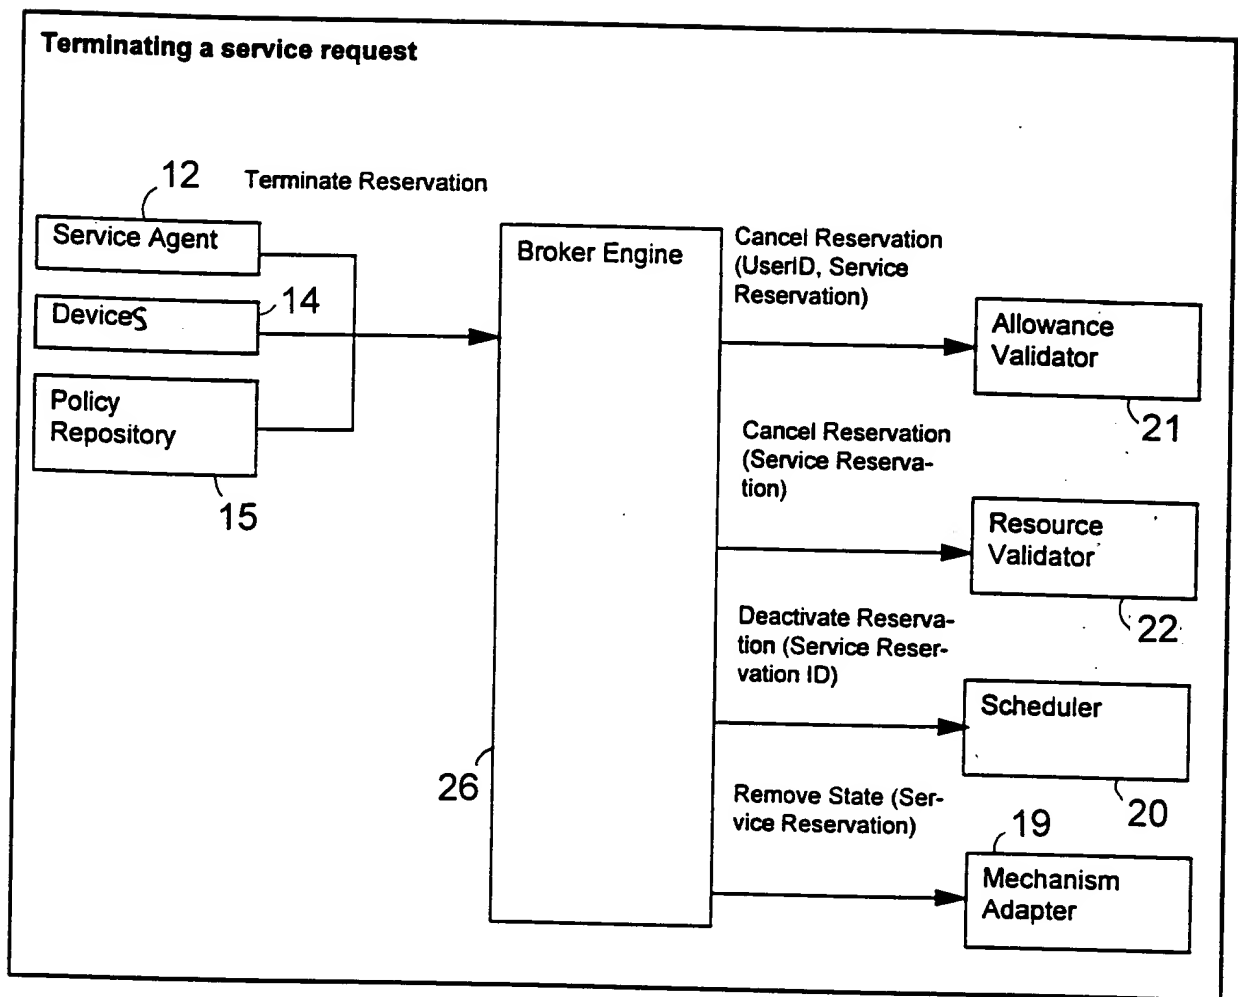 Terminating a service request
12
Terminate Reservation
Service Agent
Devices
14
Policy
Repository
15
Broker Engine
26
Cancel Reservation
(UserID, Service
Reservation)
Allowance
Validator
21
Cancel Reservation
(Service Reserva-
tion)
Resource
Validator
22
Deactivate Reserva-
tion (Service Reser-
vation ID)
Scheduler
20
Remove State (Ser-
vice Reservation)
19
Mechanism
Adapter